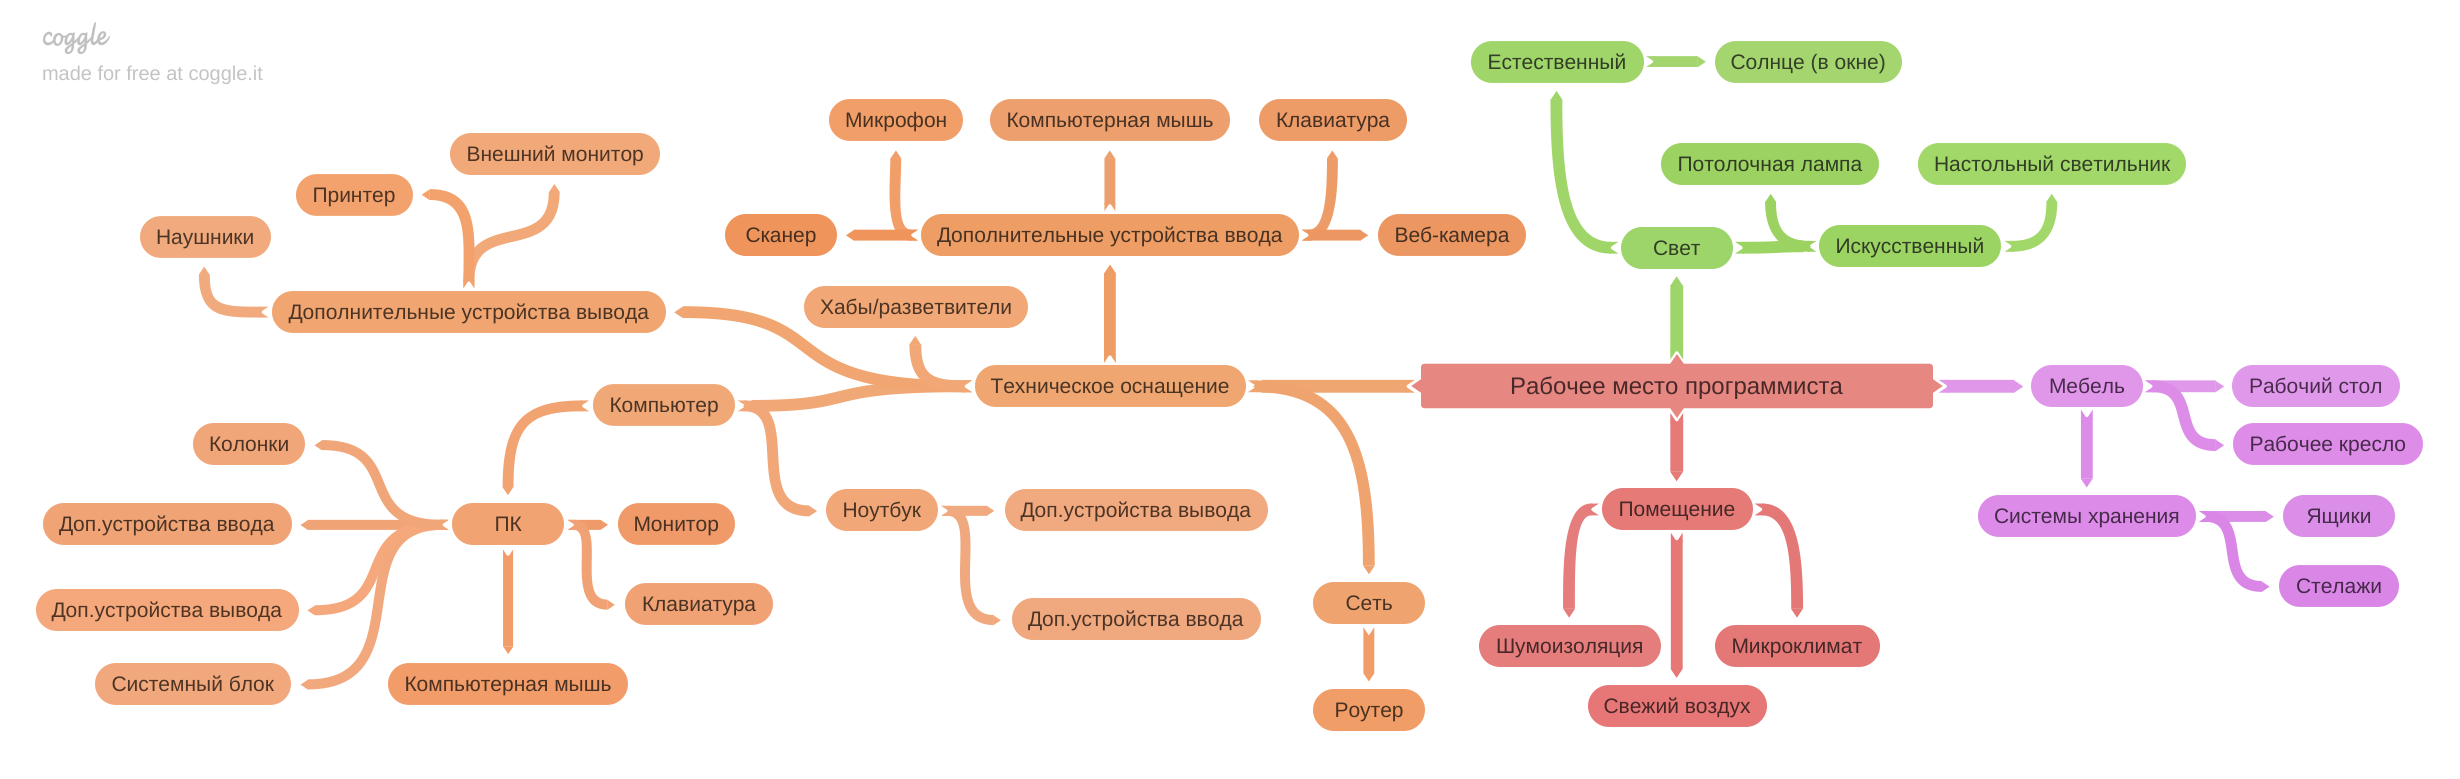 coggle
made for free at coggle.it
Естественный
Солнце (в окне)
Микрофон
Компьютерная мышь
Клавиатура
Внешний монитор
Потолочная лампа
Настольный светильник
Принтер
Наушники
Сканер
Дополнительные устройства ввода
Веб-камера
Свет
Искусственный
Хабы/разветвители
Дополнительные устройства вывода
Техническое оснащение
Рабочее место программиста
Мебель
Рабочий стол
Компьютер
Колонки
Рабочее кресло
Доп.устройства ввода
ПК
Монитор
Ноутбук
Доп.устройства вывода
Помещение
Системы хранения
Ящики
Стелажи
Доп.устройства вывода
Клавиатура
Доп.устройства ввода
Сеть
Шумоизоляция
Микроклимат
Системный блок
Компьютерная мышь
Роутер
Свежий воздух